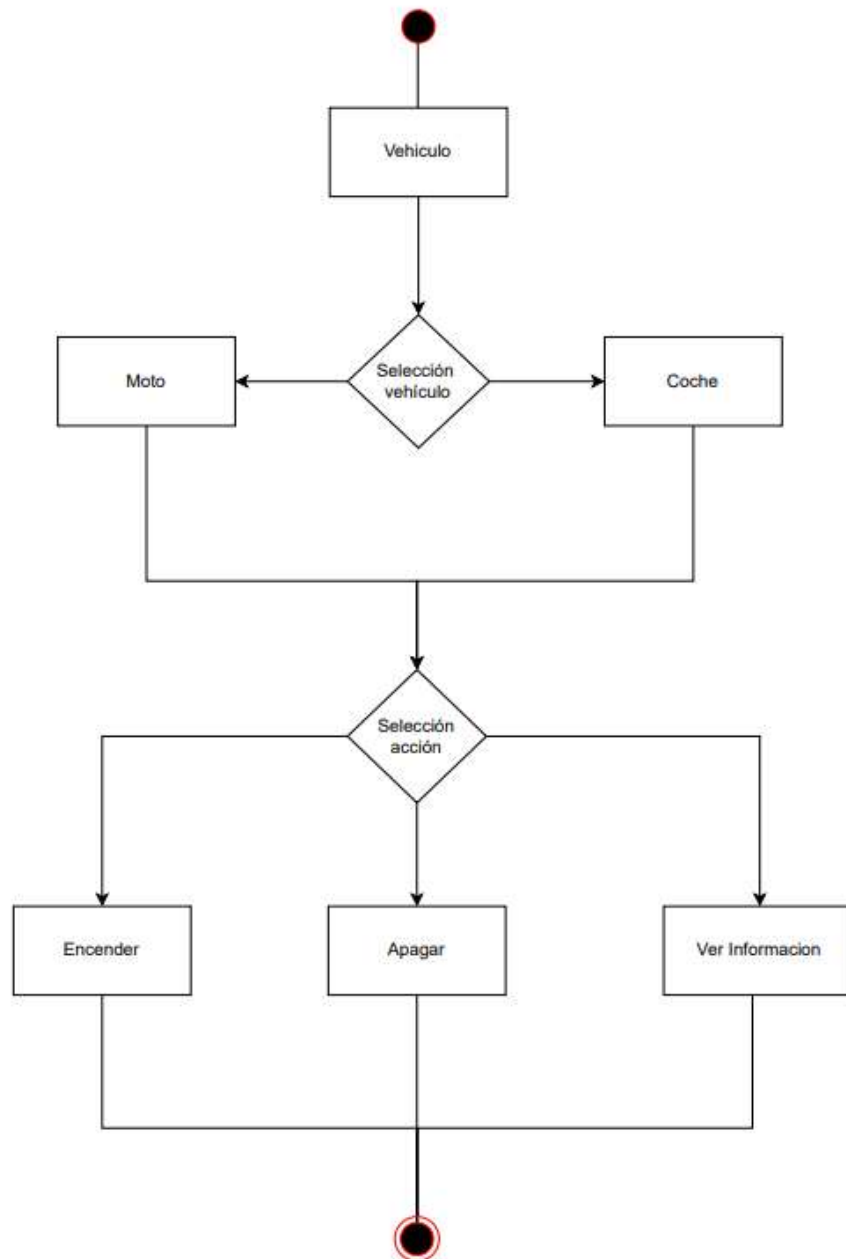 Vehiculo
Moto
Selección
vehículo
Coche
Selección
acción
Encender
Apagar
Ver Informacion